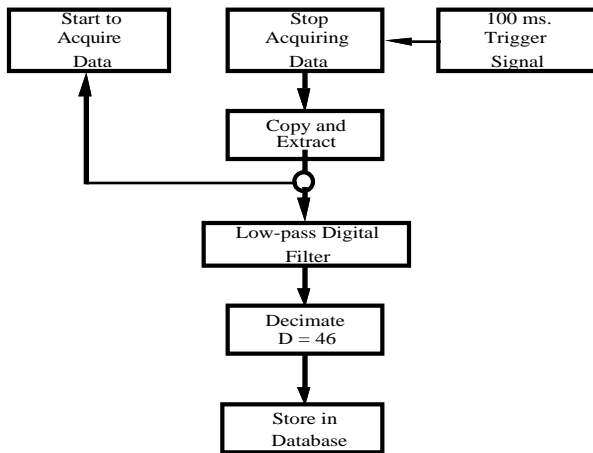 Start to
Acquire
Data
Stop
Acquiring
Data
100 ms.
Trigger
Signal
Copy and
Extract
Low-pass Digital
Filter
Decimate
D = 46
Store in
Database